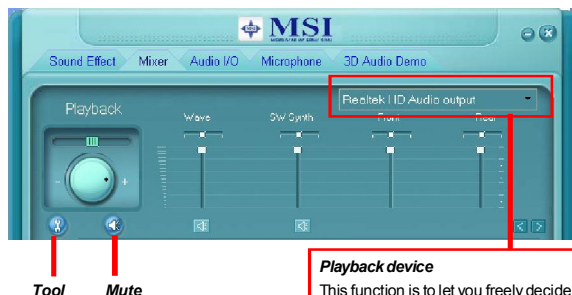 MSI
Sound Effect Mixer Audio I/O Microphone 3D Audio Demo
Realtek HD Audio output
Playback
Wave SW Synth Front Rear
- +
< >
Tool Mute
Playback device
This function is to let you freely decide